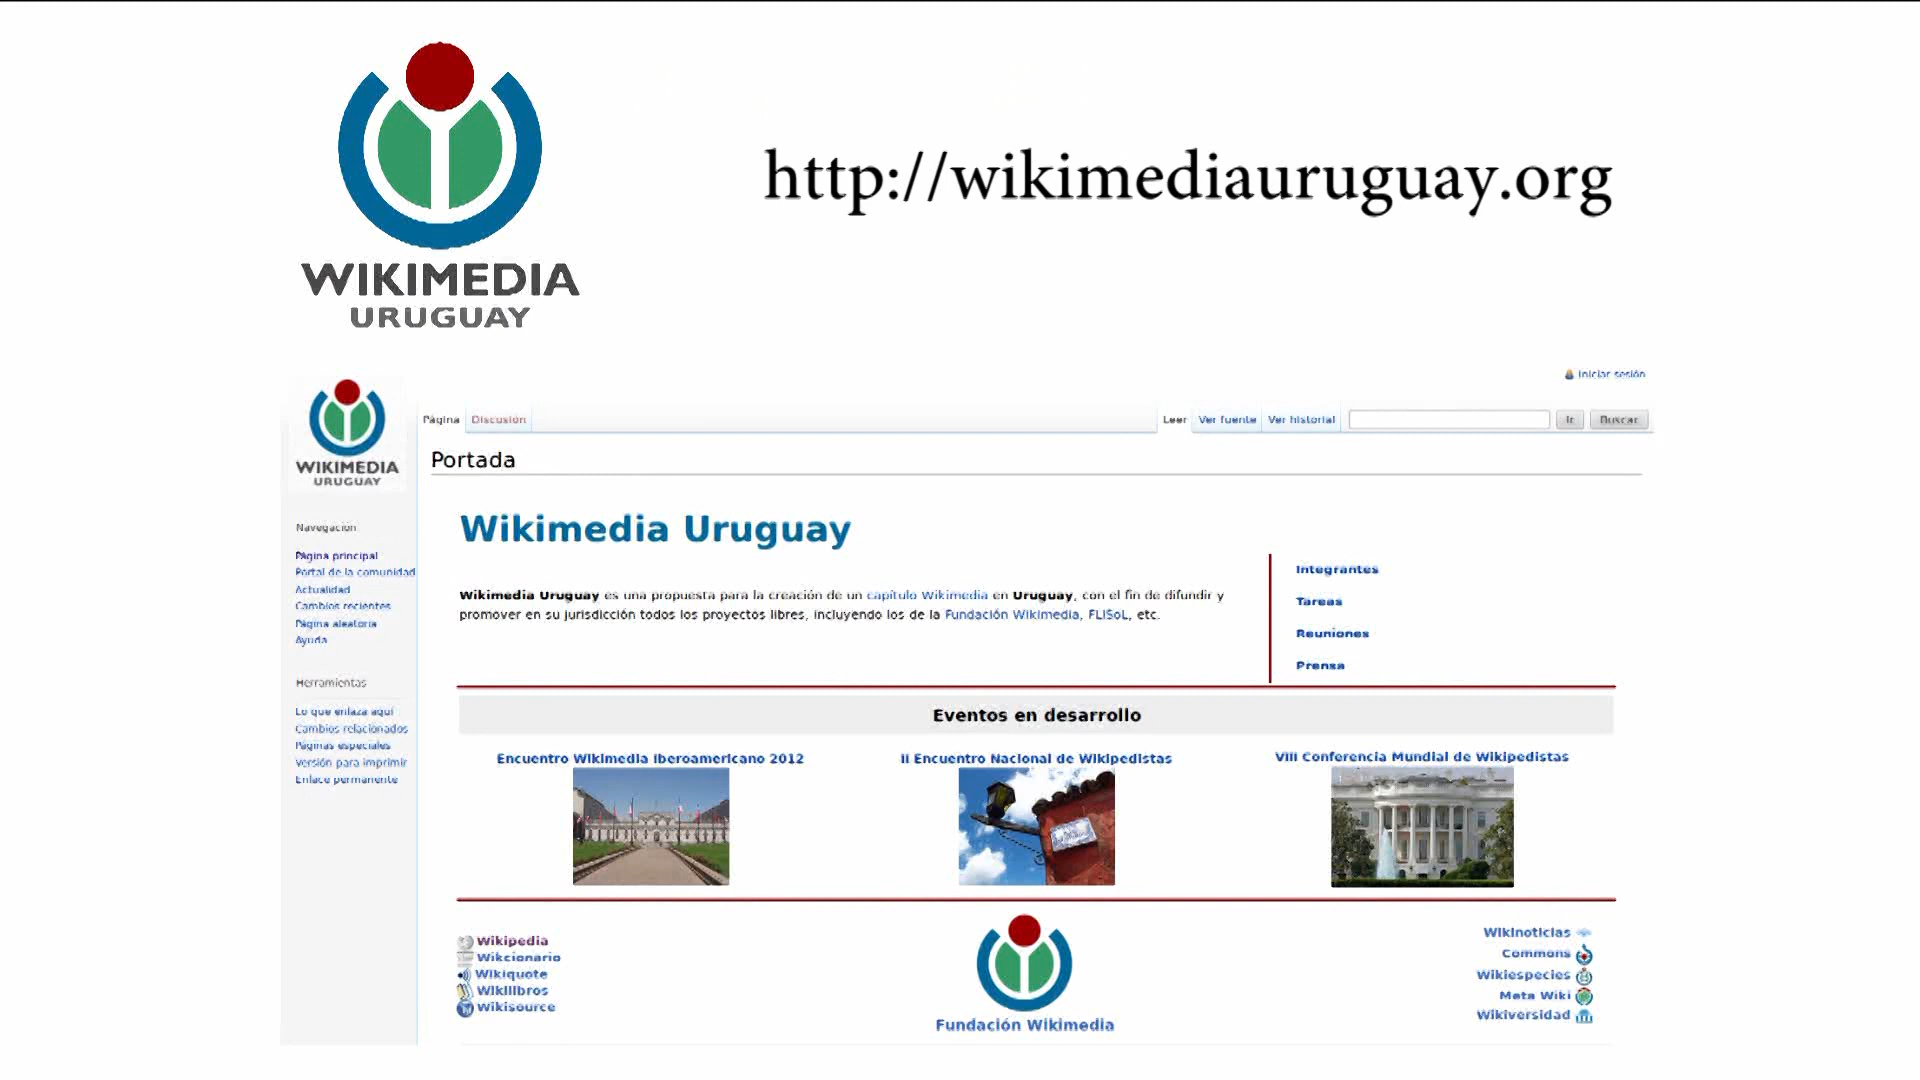 WIKIMEDIA
URUGUAY
http://wikimediauruguay.org
Iniciar sesión
WIKIMEDIA
URUGUAY
Página Discusión Leer Ver fuente Ver historial Ir Buscar
Portada
Navegación
Página principal
Portal de la comunidad
Actualidad
Cambios recientes
Página aleatoria
Ayuda
Herramientas
Lo que enlaza aquí
Cambios relacionados
Páginas especiales
Versión para imprimir
Enlace permanente
Wikimedia Uruguay
Wikimedia Uruguay es una propuesta para la creación de un capítulo Wikimedia en Uruguay, con el fin de difundir y
promover en su jurisdicción todos los proyectos libres, incluyendo los de la Fundación Wikimedia, FLISoL, etc.
Integrantes
Tareas
Reuniones
Prensa
Eventos en desarrollo
Encuentro Wikimedia Iberoamericano 2012
II Encuentro Nacional de Wikipedistas
VIII Conferencia Mundial de Wikipedistas
Wikipedia
Wikcionario
Wikiquote
Wikilibros
Wikisource
Fundación Wikimedia
Wikinoticias
Commons
Wikiespecies
Meta Wiki
Wikiversidad